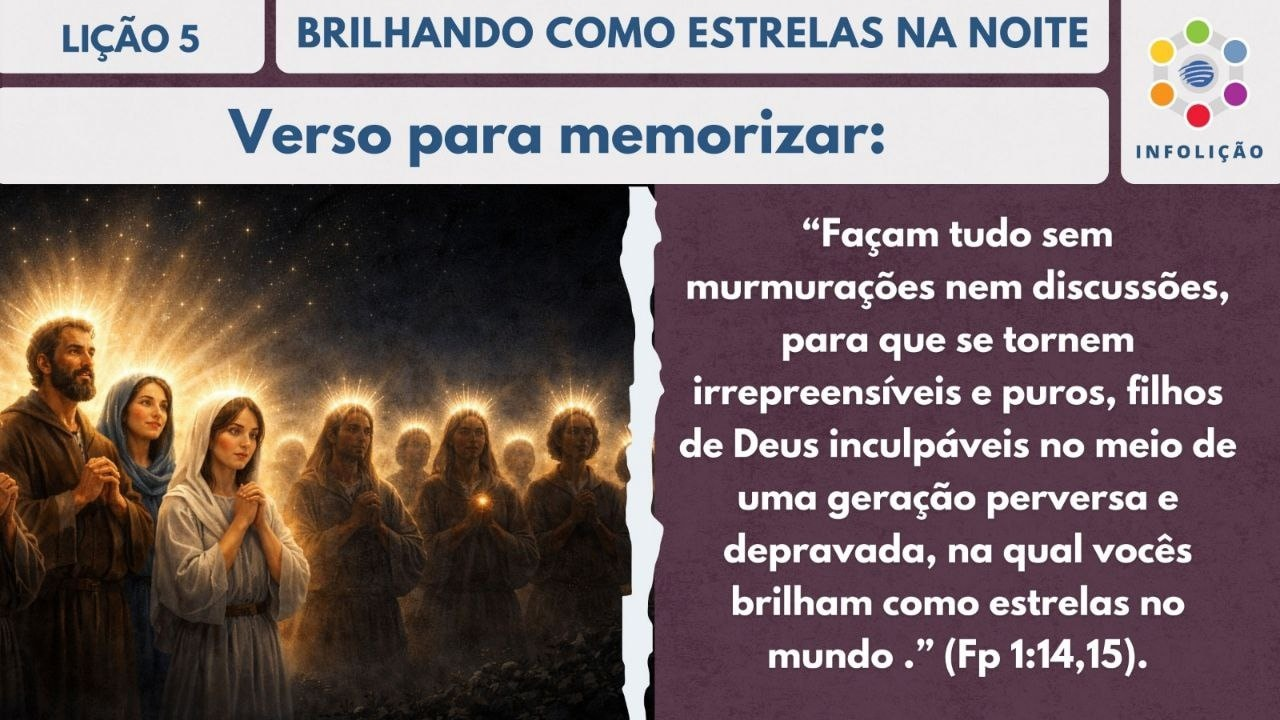 LIÇÃO 5
BRILHANDO COMO ESTRELAS NA NOITE
INFOLIÇÃO
Verso para memorizar:
“Façam tudo sem
murmurações nem discussões,
para que se tornem
irrepreensíveis e puros, filhos
de Deus inculpáveis no meio de
uma geração perversa e
depravada, na qual vocês
brilham como estrelas no
mundo .” (Fp 1:14,15).